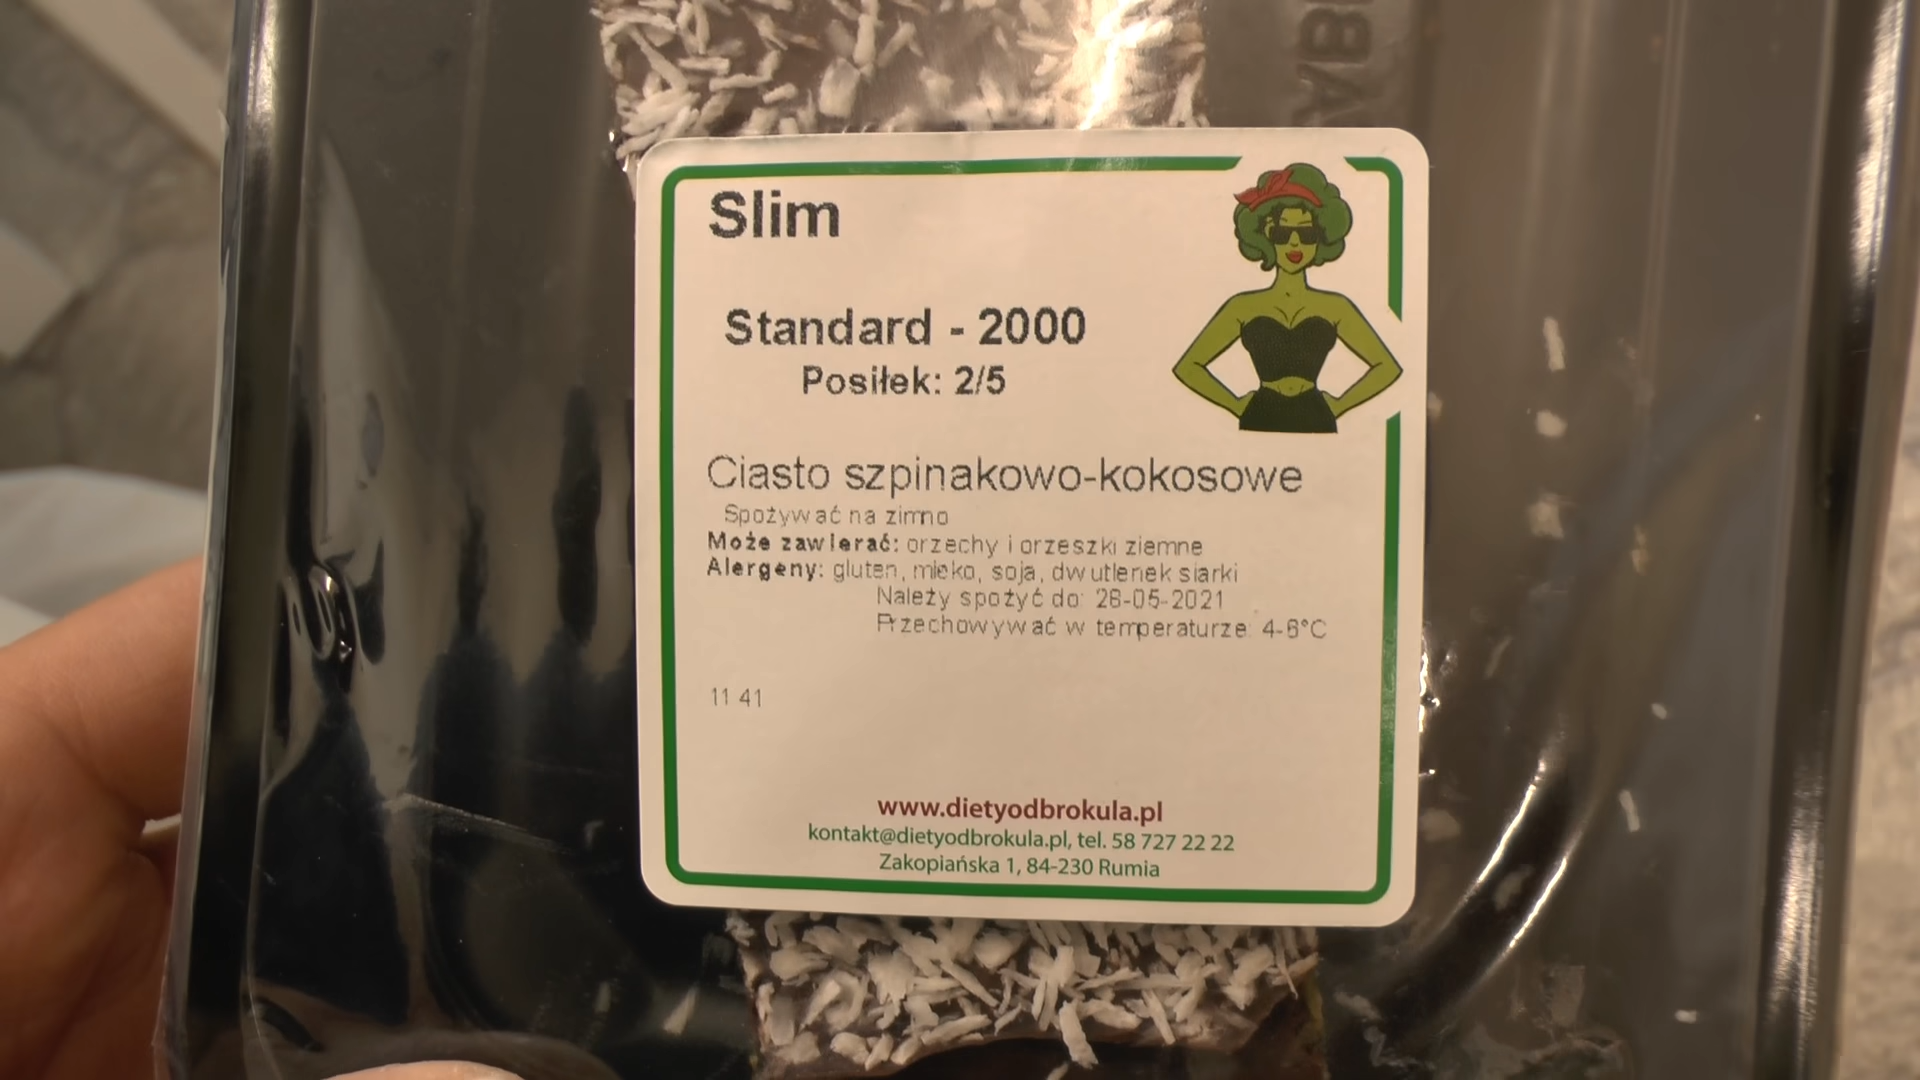 Slim
Standard - 2000
Posiłek: 2/5
Ciasto szpinakowo-kokosowe
Spożywać na zimno
Może zawierać: orzechy i orzeszki ziemne
Alergeny: gluten, mleko, soja, dwutlenek siarki
Należy spożyć do: 28-05-2021
Przechowywać w temperaturze: 4-6°C
11 41
www.dietyodbrokula.pl
kontakt@dietyodbrokula.pl, tel. 58 727 22 22
Zakopiańska 1, 84-230 Rumia